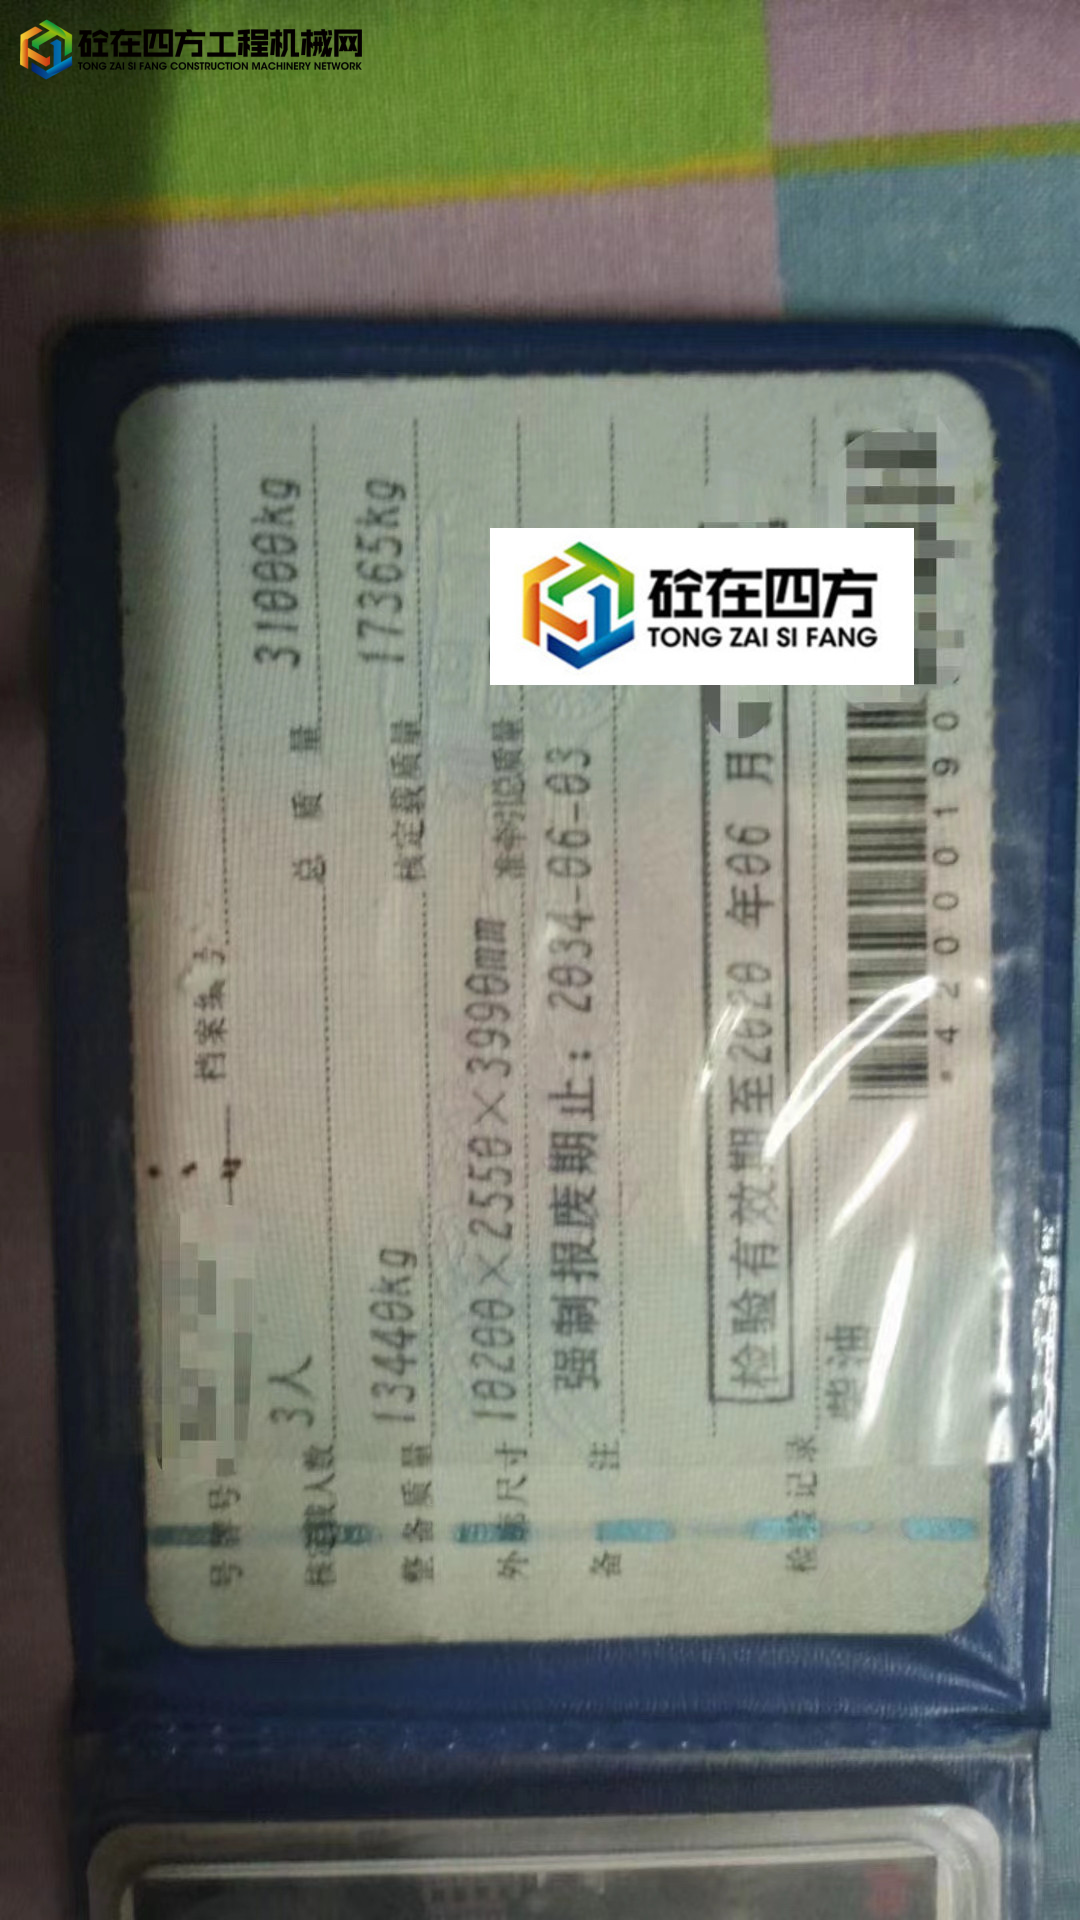 砼在四方工程机械网
TONG ZAI SI FANG CONSTRUCTION MACHINERY NETWORK
号牌号 档案编号
核定载人数 3人 总质量 31000kg
整备质量 13440kg 核定载质量 17365kg
外廓尺寸 10200×2550×3990mm 准牵引总质量
备注 强制报废期止：2034-06-03
检验有效期至2020年06月
检验记录
柴油
*42000190
砼在四方
TONG ZAI SI FANG